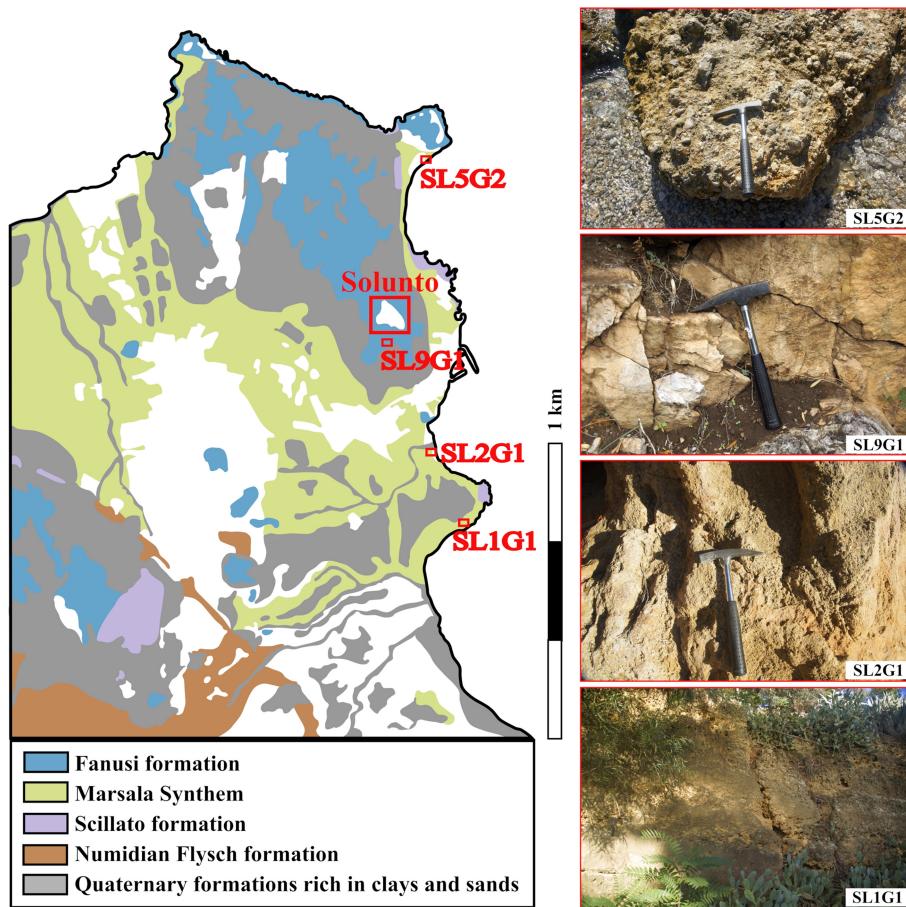 SL5G2
Solunto
SL9G1
SL2G1
SL1G1
1 km
Fanusi formation
Marsala Synthem
Scillato formation
Numidian Flysch formation
Quaternary formations rich in clays and sands
SL5G2
SL9G1
SL2G1
SL1G1